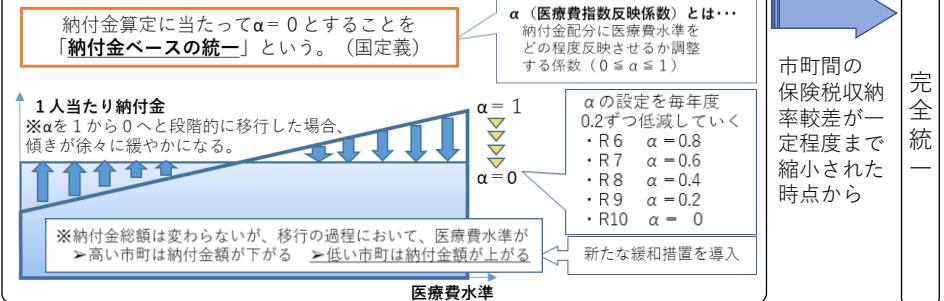 納付金算定に当たってα=0とすることを
「納付金ベースの統一」という。（国定義）
α（医療費指数反映係数）とは･･･
納付金配分に医療費水準を
どの程度反映させるか調整
する係数（0≦α≦1）
1人当たり納付金
※αを1から0へと段階的に移行した場合、
傾きが徐々に緩やかになる。
α=1
α=0
αの設定を毎年度
0.2ずつ低減していく
・R6 α=0.8
・R7 α=0.6
・R8 α=0.4
・R9 α=0.2
・R10 α= 0
※納付金総額は変わらないが、移行の過程において、医療費水準が
➢高い市町は納付金額が下がる ➢低い市町は納付金額が上がる
新たな緩和措置を導入
医療費水準
市町間の
保険税収納
率較差が一
定程度まで
縮小された
時点から
完全統一